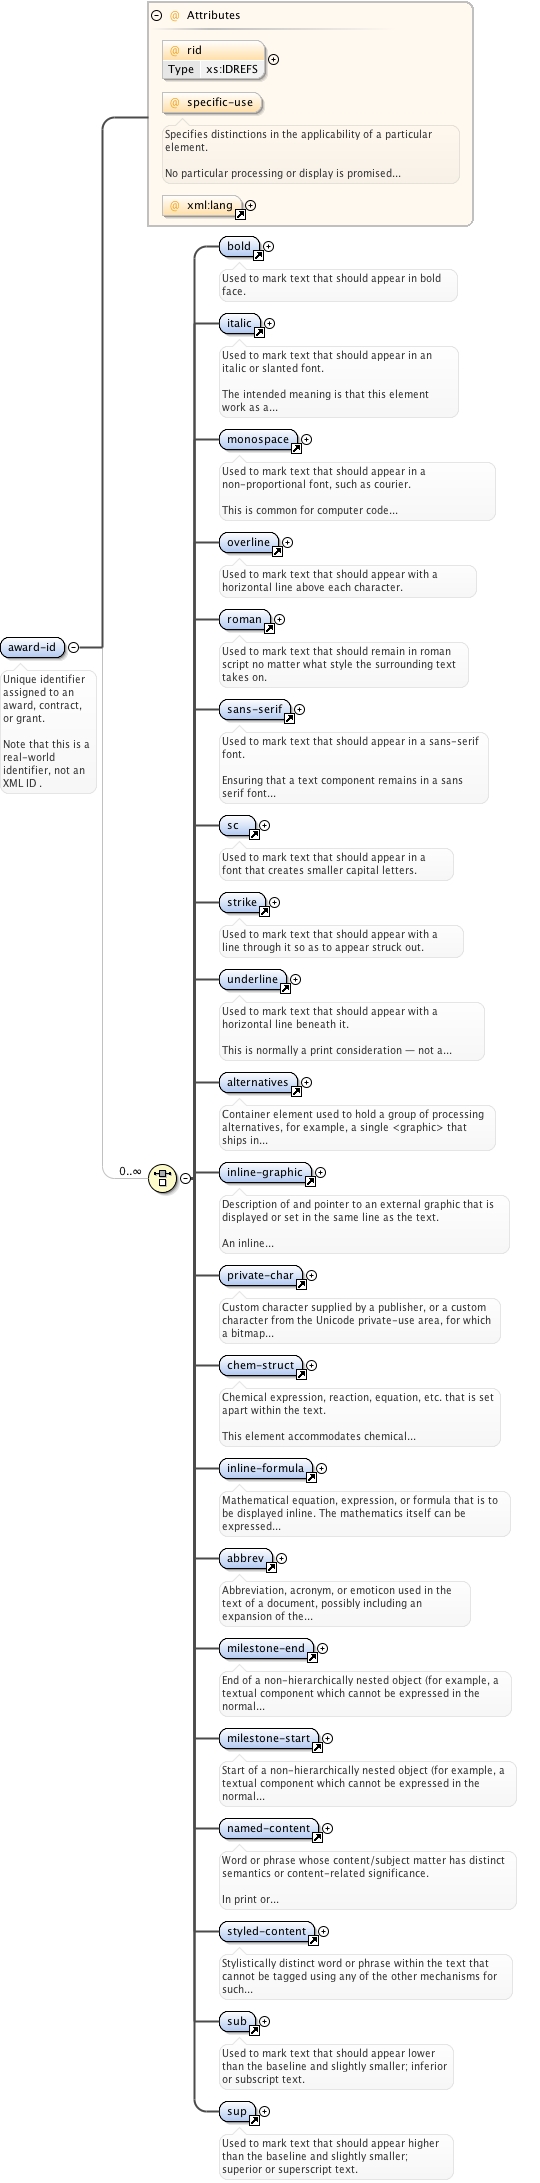 Attributes
@ rid
Type xs:IDREFS
@ specific-use
Specifies distinctions in the applicability of a particular
element.
No particular processing or display is promised...
@ xml:lang
bold
Used to mark text that should appear in bold
face.
italic
Used to mark text that should appear in an
italic or slanted font.
The intended meaning is that this element
work as a...
monospace
Used to mark text that should appear in a
non-proportional font, such as courier.
This is common for computer code...
overline
Used to mark text that should appear with a
horizontal line above each character.
roman
Used to mark text that should remain in roman
script no matter what style the surrounding text
takes on.
award-id
Unique identifier
assigned to an
award, contract,
or grant.
Note that this is a
real-world
identifier, not an
XML ID .
sans-serif
Used to mark text that should appear in a sans-serif
font.
Ensuring that a text component remains in a sans
serif font...
sc
Used to mark text that should appear in a
font that creates smaller capital letters.
strike
Used to mark text that should appear with a
line through it so as to appear struck out.
underline
Used to mark text that should appear with a
horizontal line beneath it.
This is normally a print consideration — not a...
alternatives
Container element used to hold a group of processing
alternatives, for example, a single <graphic> that
ships in...
0..∞
inline-graphic
Description of and pointer to an external graphic that is
displayed or set in the same line as the text.
An inline...
private-char
Custom character supplied by a publisher, or a custom
character from the Unicode private-use area, for which
a bitmap...
chem-struct
Chemical expression, reaction, equation, etc. that is set
apart within the text.
This element accommodates chemical...
inline-formula
Mathematical equation, expression, or formula that is to
be displayed inline. The mathematics itself can be
expressed...
abbrev
Abbreviation, acronym, or emoticon used in the
text of a document, possibly including an
expansion of the...
milestone-end
End of a non-hierarchically nested object (for example, a
textual component which cannot be expressed in the
normal...
milestone-start
Start of a non-hierarchically nested object (for example, a
textual component which cannot be expressed in the
normal...
named-content
Word or phrase whose content/subject matter has distinct
semantics or content-related significance.
In print or...
styled-content
Stylistically distinct word or phrase within the text that
cannot be tagged using any of the other mechanisms for
such...
sub
Used to mark text that should appear lower
than the baseline and slightly smaller; inferior
or subscript text.
sup
Used to mark text that should appear higher
than the baseline and slightly smaller;
superior or superscript text.